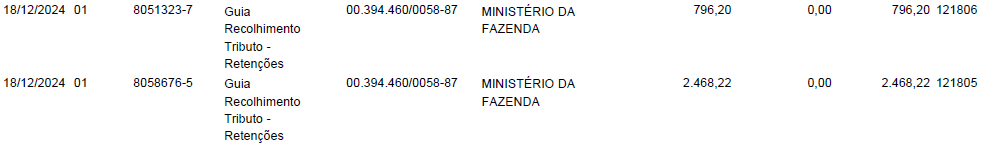 18/12/2024 01 8051323-7 Guia 00.394.460/0058-87 MINISTÉRIO DA 796,20 0,00 796,20 121806
Recolhimento FAZENDA
Tributo -
Retenções
18/12/2024 01 8058676-5 Guia 00.394.460/0058-87 MINISTÉRIO DA 2.468,22 0,00 2.468,22 121805
Recolhimento FAZENDA
Tributo -
Retenções